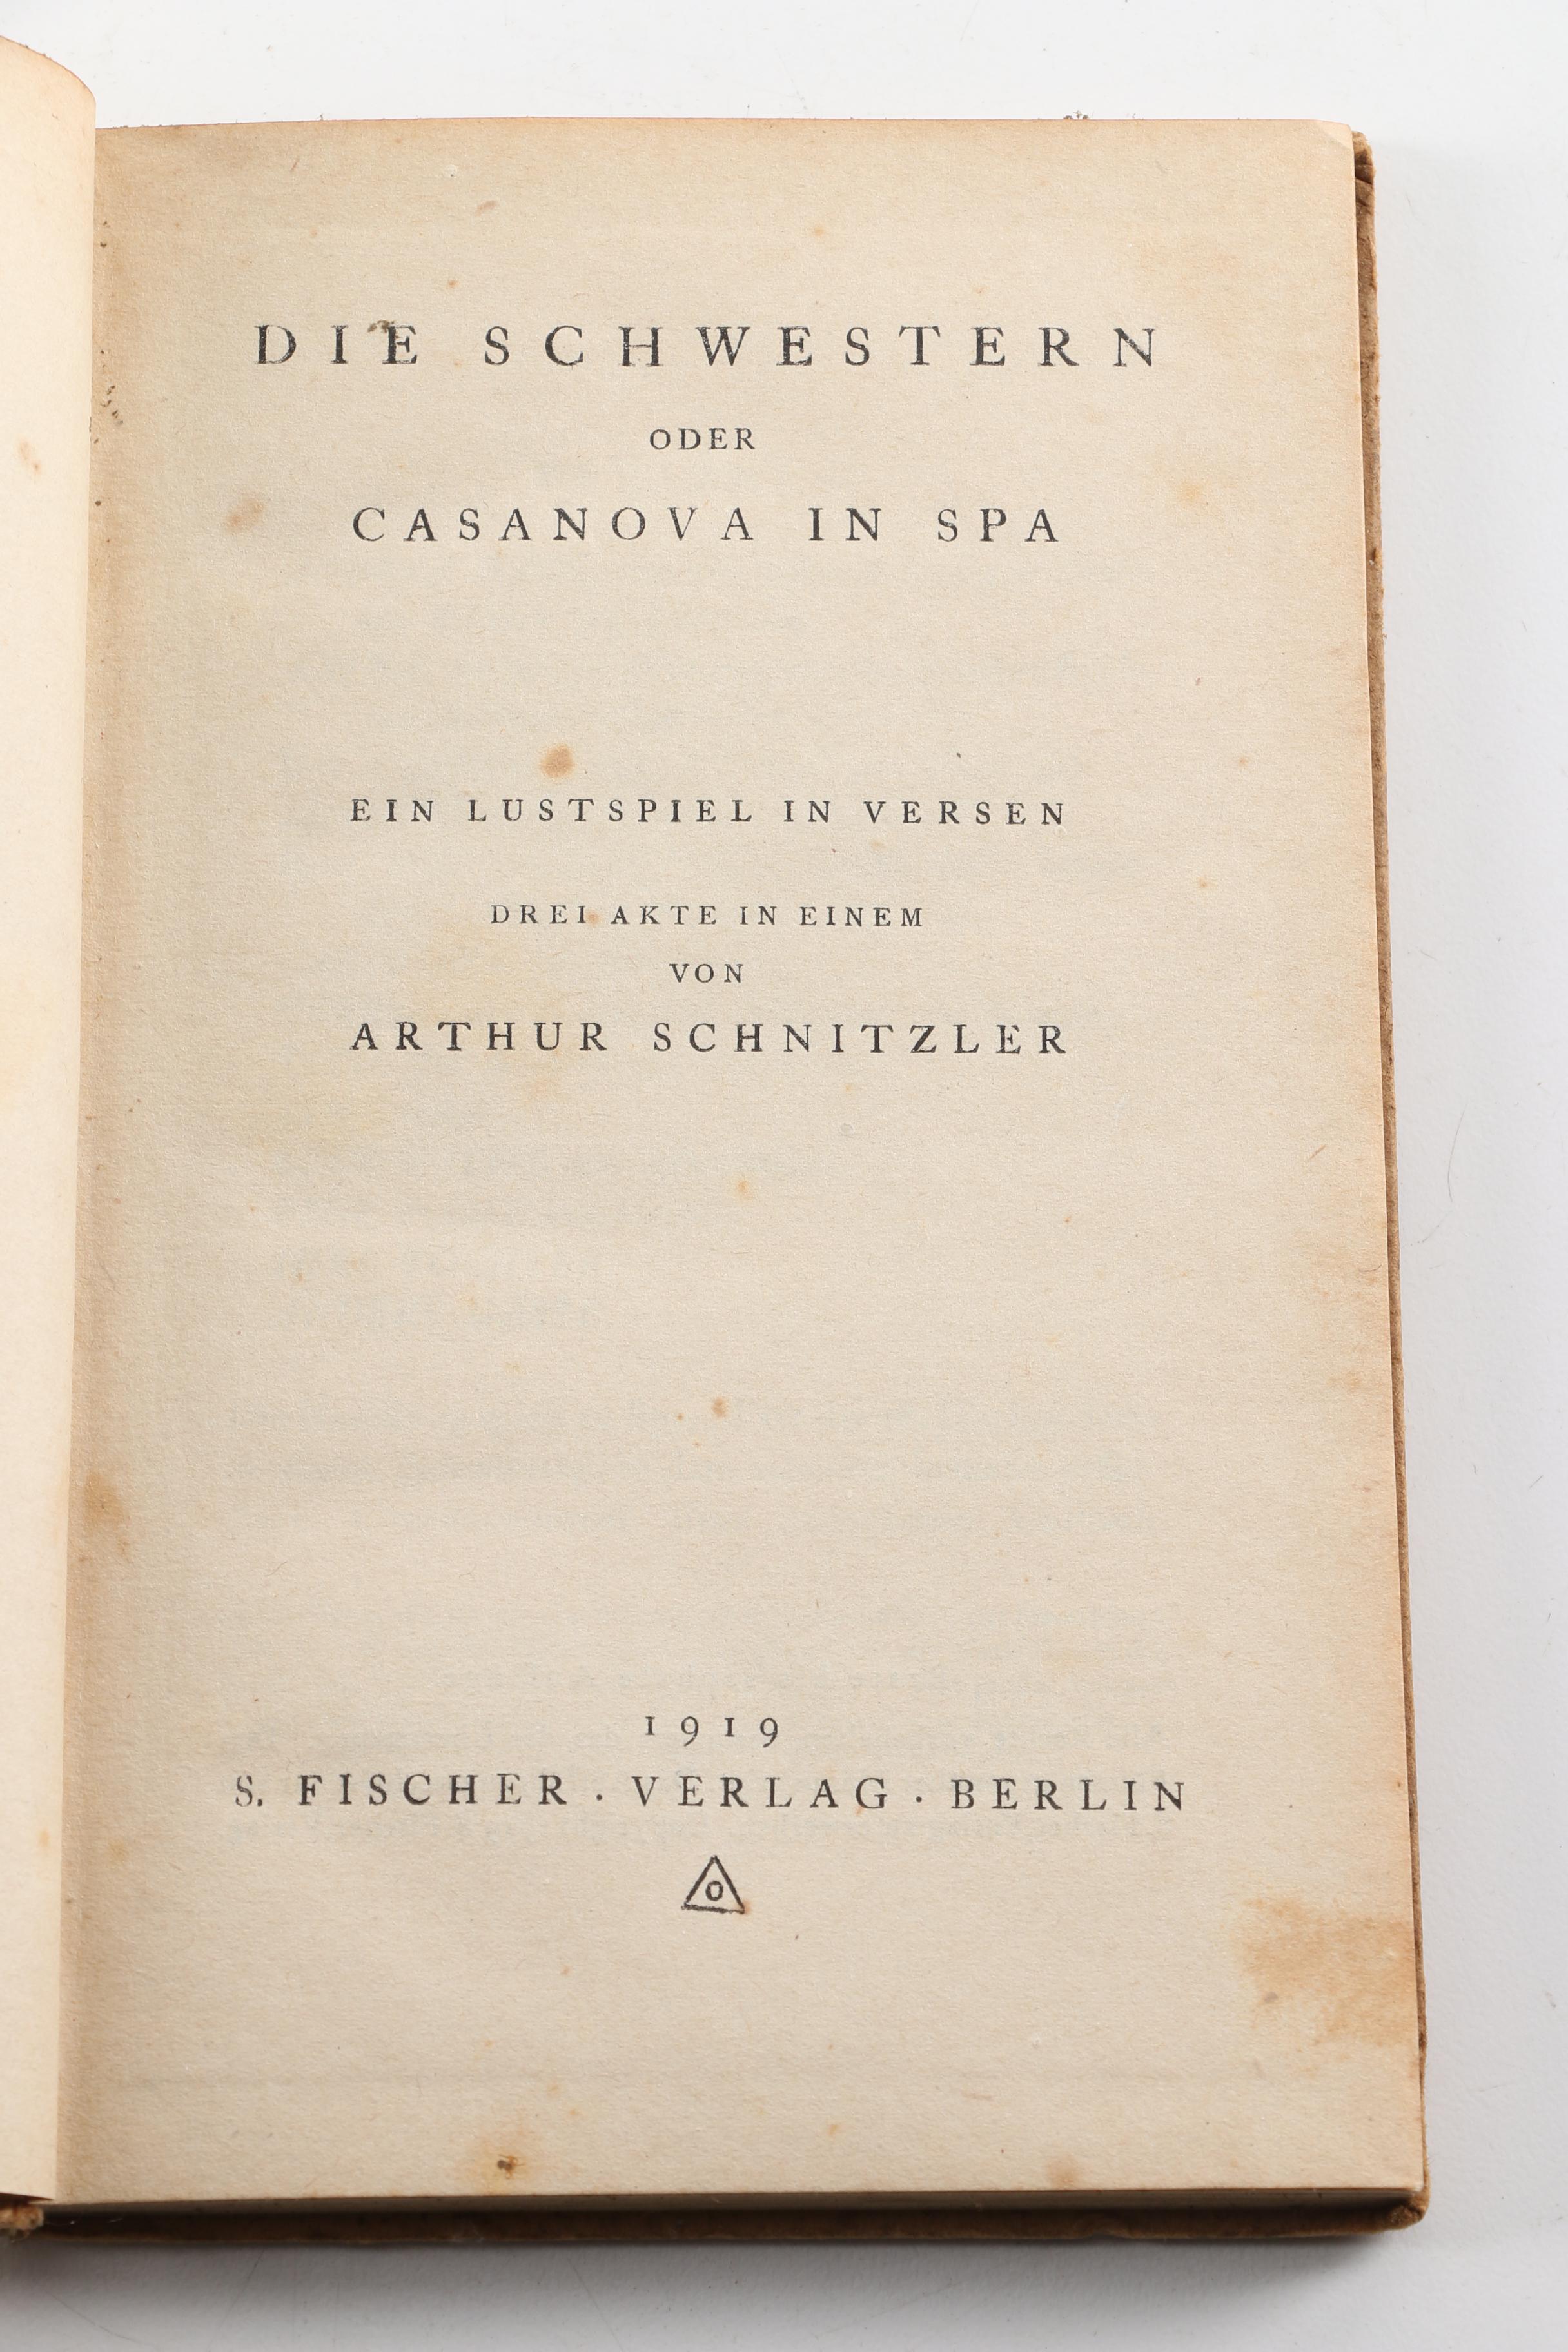 DIE SCHWESTERN
ODER
CASANOVA IN SPA
EIN LUSTSPIEL IN VERSEN
DREI AKTE IN EINEM
VON
ARTHUR SCHNITZLER
1919
S. FISCHER · VERLAG · BERLIN
O